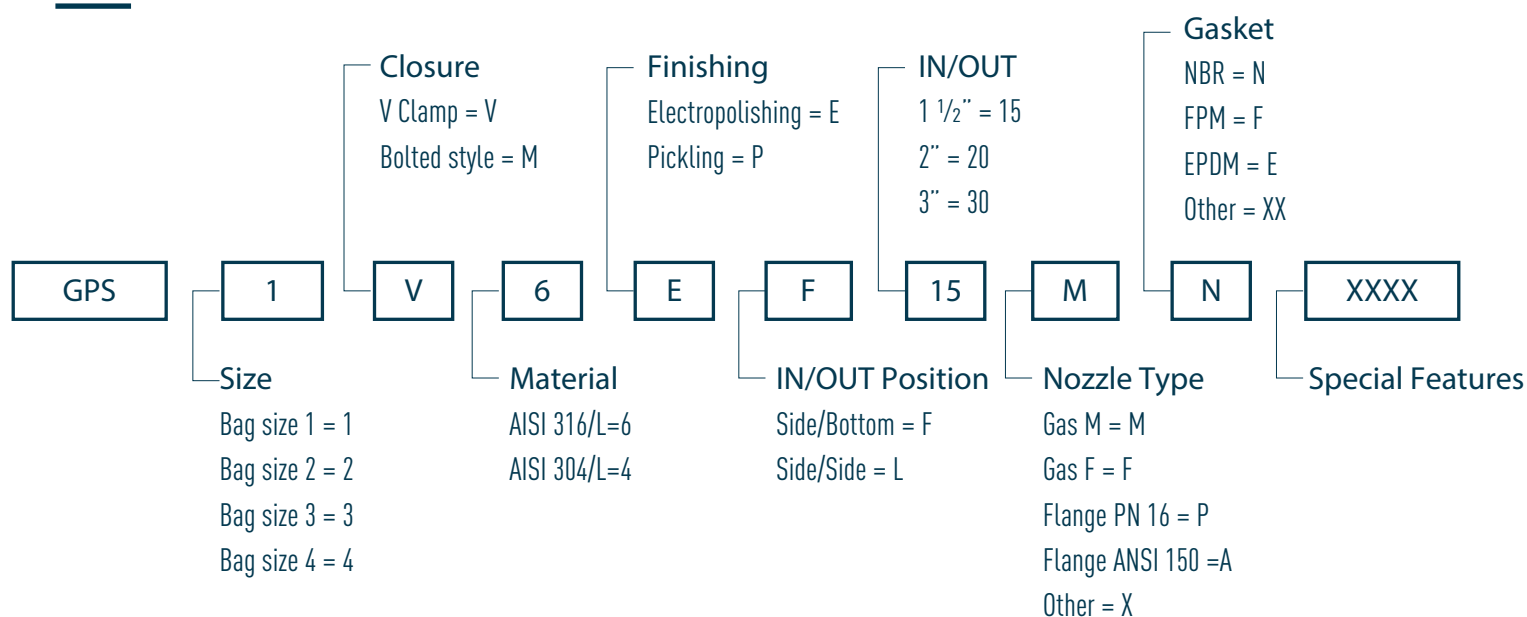 Closure
V Clamp = V
Bolted style = M
Finishing
Electropolishing = E
Pickling = P
IN/OUT
1 1/2” = 15
2” = 20
3” = 30
Gasket
NBR = N
FPM = F
EPDM = E
Other = XX
GPS 1 V 6 E F 15 M N XXXX
Size
Bag size 1 = 1
Bag size 2 = 2
Bag size 3 = 3
Bag size 4 = 4
Material
AISI 316/L=6
AISI 304/L=4
IN/OUT Position
Side/Bottom = F
Side/Side = L
Nozzle Type
Gas M = M
Gas F = F
Flange PN 16 = P
Flange ANSI 150 =A
Other = X
Special Features